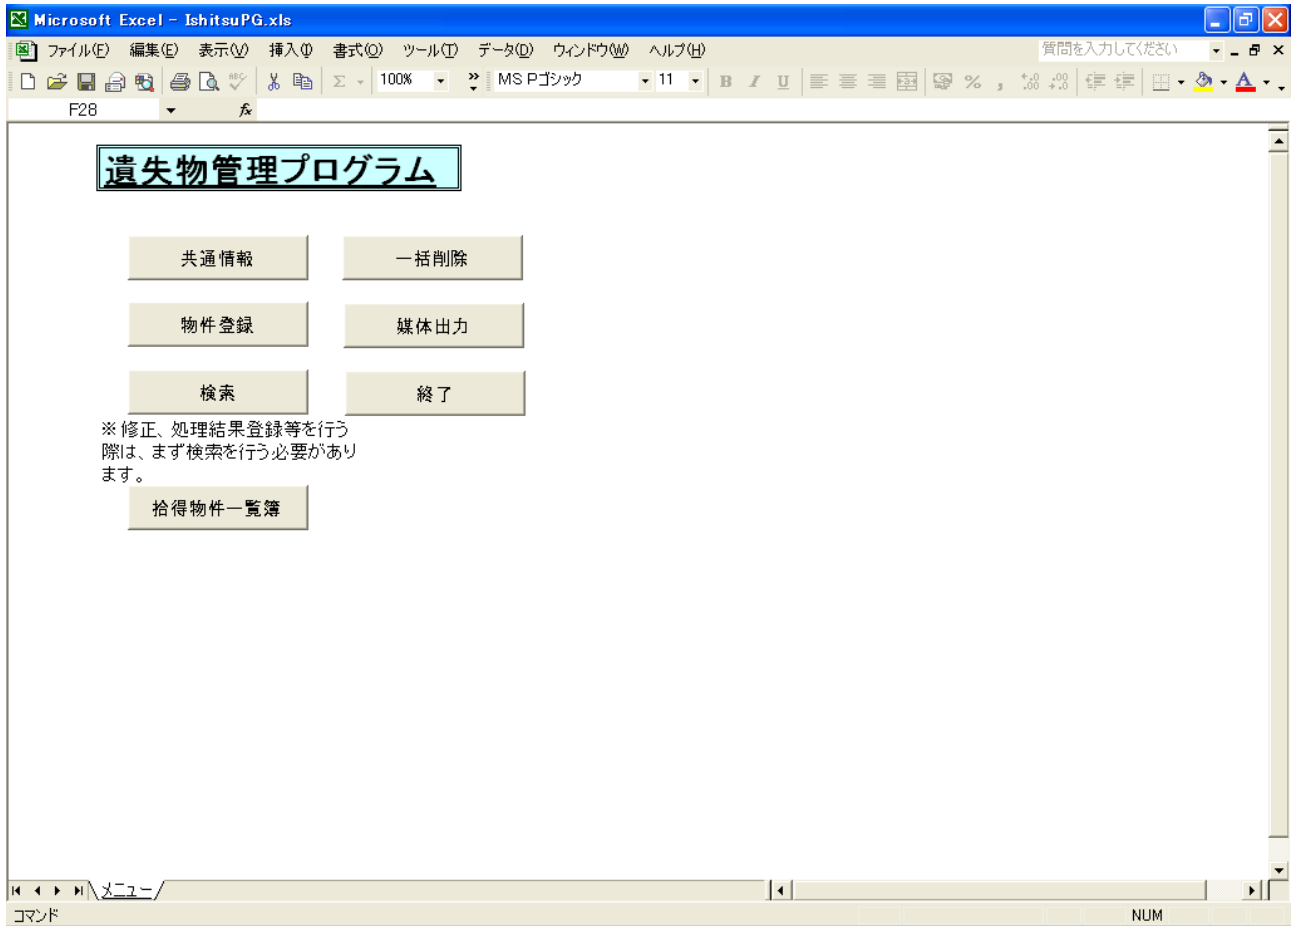 Microsoft Excel - IshitsuPG.xls
ファイル(F) 編集(E) 表示(V) 挿入(I) 書式(O) ツール(T) データ(D) ウィンドウ(W) ヘルプ(H) 質問を入力してください
100% MS Pゴシック 11 B I U
F28 fx
遺失物管理プログラム
共通情報 一括削除
物件登録 媒体出力
検索 終了
※修正、処理結果登録等を行う
際は、まず検索を行う必要があり
ます。
拾得物件一覧簿
メニュー
コマンド NUM